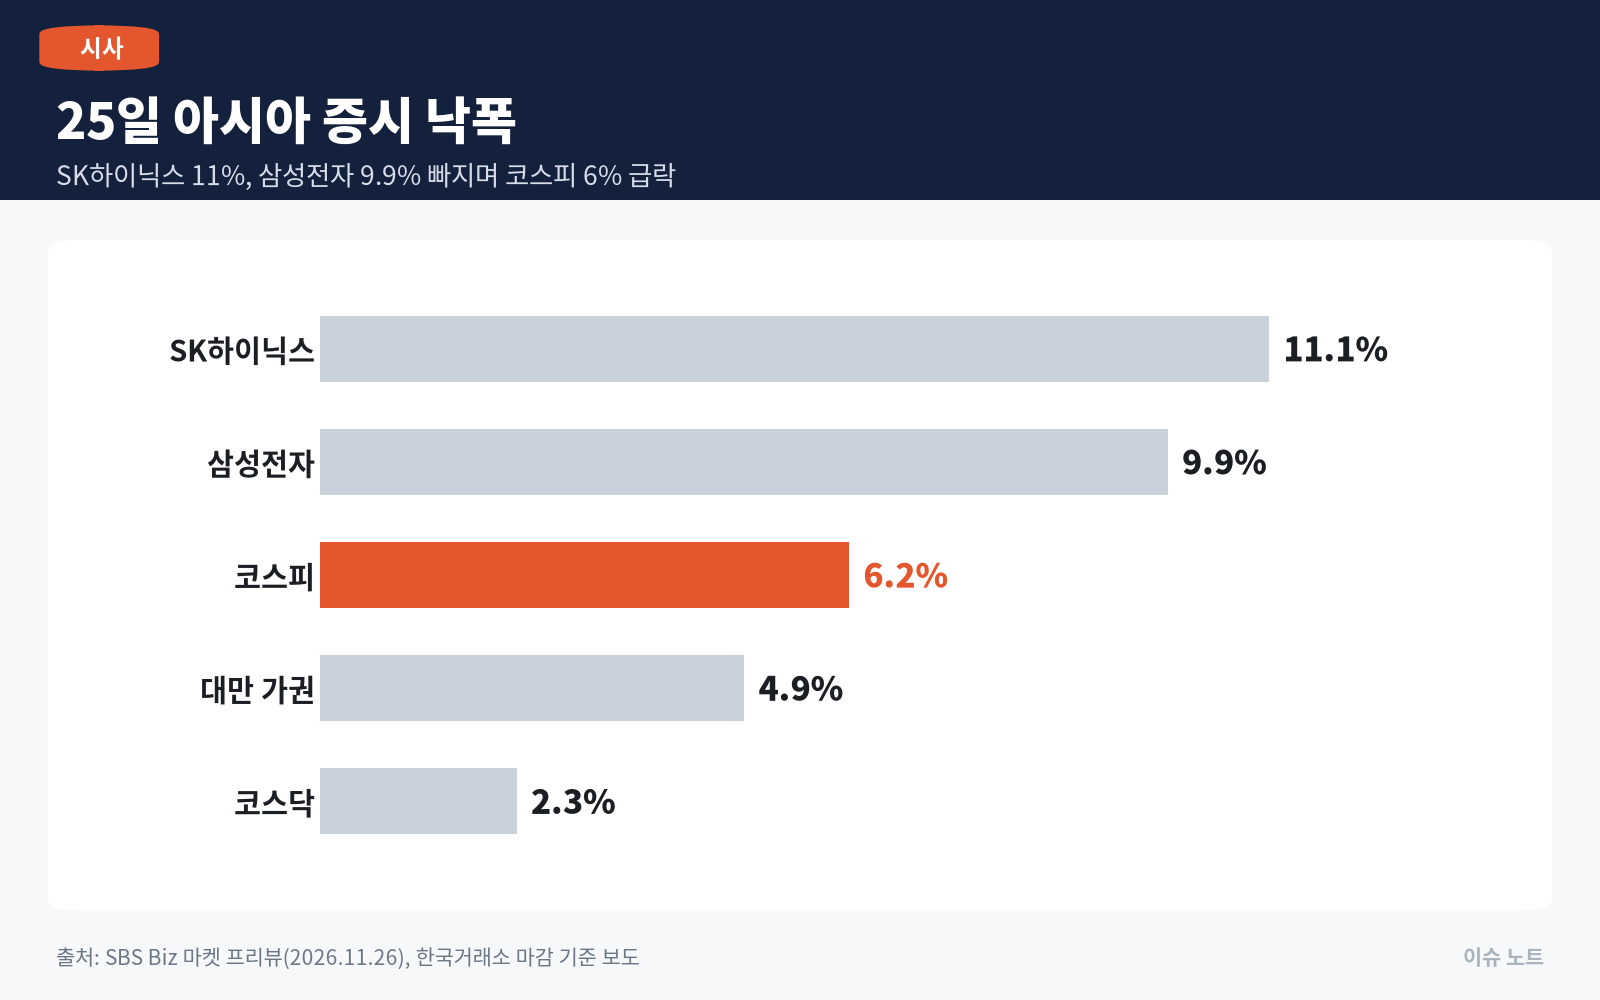 시사
25일 아시아 증시 낙폭
SK하이닉스 11%, 삼성전자 9.9% 빠지며 코스피 6% 급락
SK하이닉스 11.1%
삼성전자 9.9%
코스피 6.2%
대만 가권 4.9%
코스닥 2.3%
출처: SBS Biz 마켓 프리뷰(2026.11.26), 한국거래소 마감 기준 보도
이슈 노트